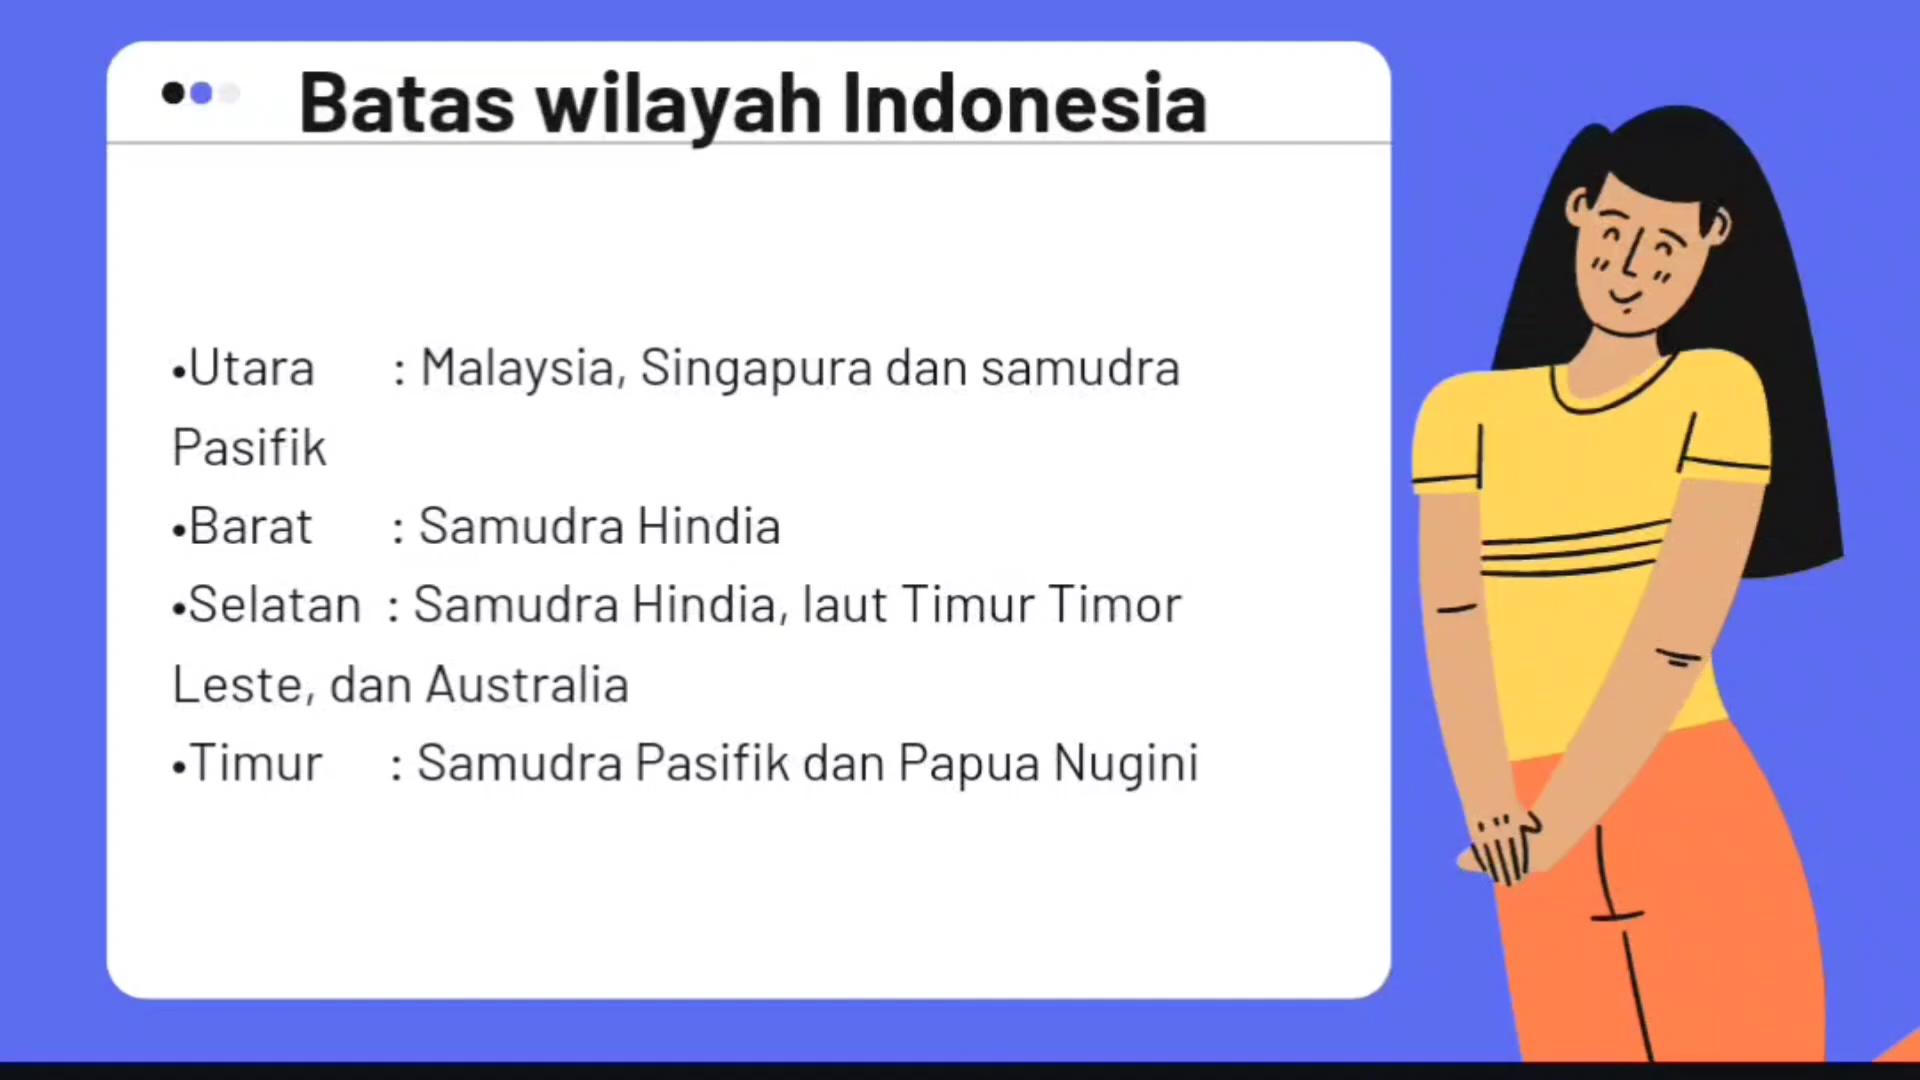 Batas wilayah Indonesia
•Utara : Malaysia, Singapura dan samudra
Pasifik
•Barat : Samudra Hindia
•Selatan : Samudra Hindia, laut Timur Timor
Leste, dan Australia
•Timur : Samudra Pasifik dan Papua Nugini